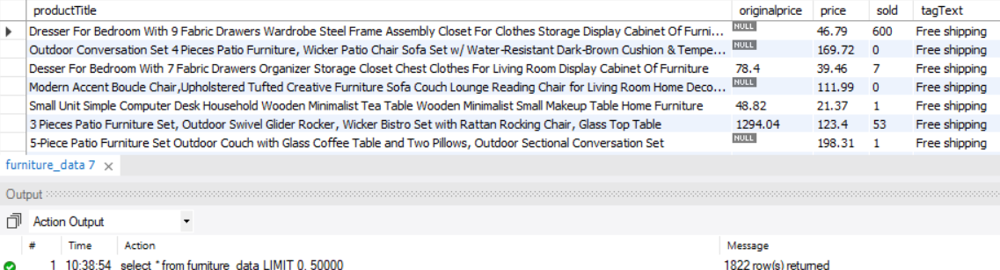 productTitle originalprice price sold tagText
Dresser For Bedroom With 9 Fabric Drawers Wardrobe Steel Frame Assembly Closet For Clothes Storage Display Cabinet Of Furni... NULL 46.79 600 Free shipping
Outdoor Conversation Set 4 Pieces Patio Furniture, Wicker Patio Chair Sofa Set w/ Water-Resistant Dark-Brown Cushion & Tempe... NULL 169.72 0 Free shipping
Desser For Bedroom With 7 Fabric Drawers Organizer Storage Closet Chest Clothes For Living Room Display Cabinet Of Furniture 78.4 39.46 7 Free shipping
Modern Accent Boucle Chair,Upholstered Tufted Creative Furniture Sofa Couch Lounge Reading Chair for Living Room Home Deco... NULL 111.99 0 Free shipping
Small Unit Simple Computer Desk Household Wooden Minimalist Tea Table Wooden Minimalist Small Makeup Table Home Furniture 48.82 21.37 1 Free shipping
3 Pieces Patio Furniture Set, Outdoor Swivel Glider Rocker, Wicker Bistro Set with Rattan Rocking Chair, Glass Top Table 1294.04 123.4 53 Free shipping
5-Piece Patio Furniture Set Outdoor Couch with Glass Coffee Table and Two Pillows, Outdoor Sectional Conversation Set NULL 198.31 1 Free shipping
furniture_data 7
Output
Action Output
# Time Action Message
1 10:38:54 select * from furniture_data LIMIT 0, 50000 1822 row(s) returned